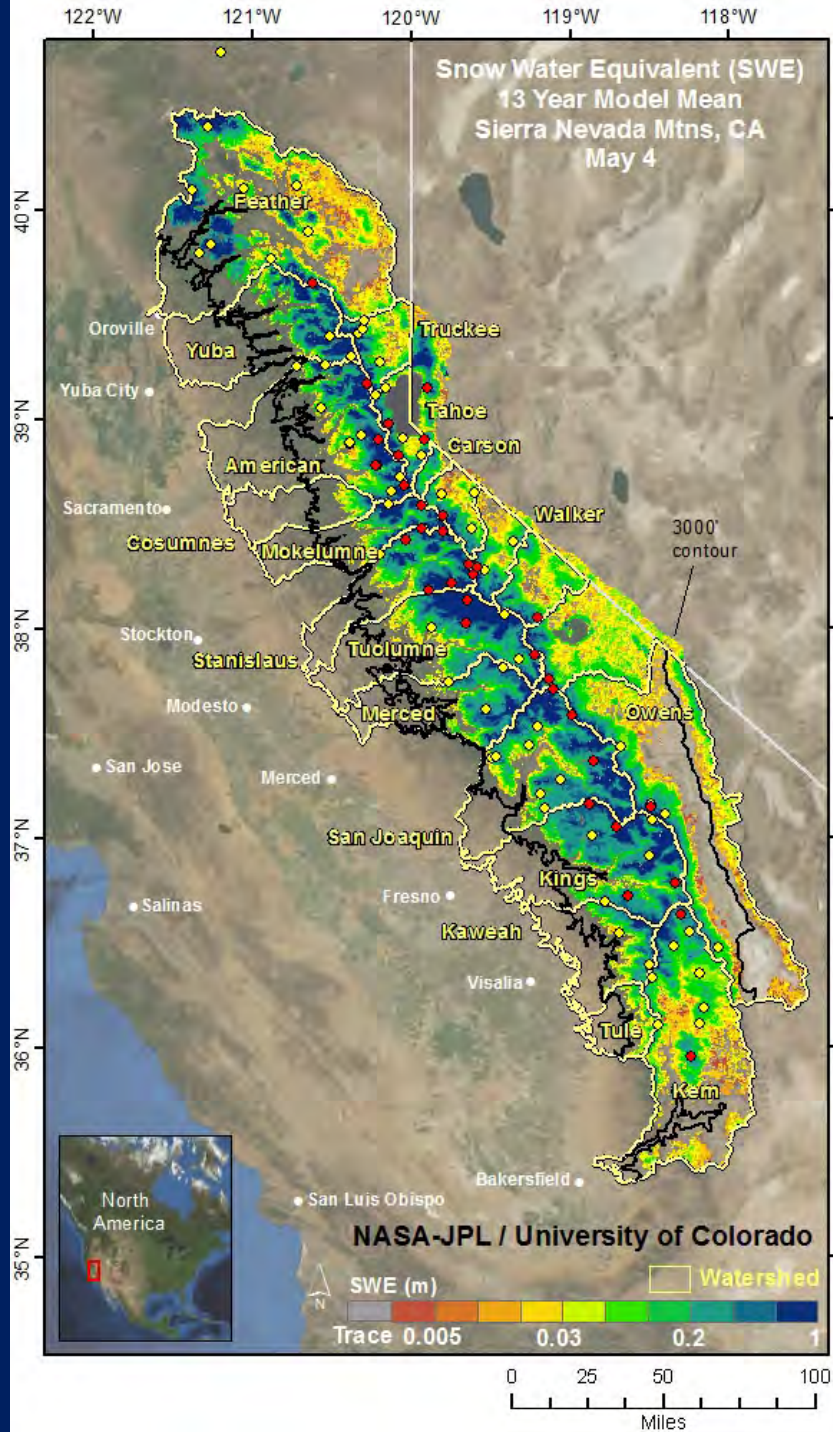 122°W 121°W 120°W 119°W 118°W
Snow Water Equivalent (SWE)
13 Year Model Mean
Sierra Nevada Mtns, CA
May 4
40°N
Feather
Oroville
Truckee
Yuba
Yuba City
39°N
Tahoe
Carson
American
Sacramento
Walker
3000'
contour
Cosumnes
Mokelumne
38°N
Stockton
Tuolumne
Stanislaus
Modesto
Merced
Owens
San Jose
Merced
37°N
San Joaquin
Kings
Fresno
Salinas
Kaweah
Visalia
36°N
Tule
Kern
North
America
Bakersfield
San Luis Obispo
35°N
NASA-JPL / University of Colorado
N
SWE (m)
Watershed
Trace 0.005 0.03 0.2 1
0 25 50 100
Miles